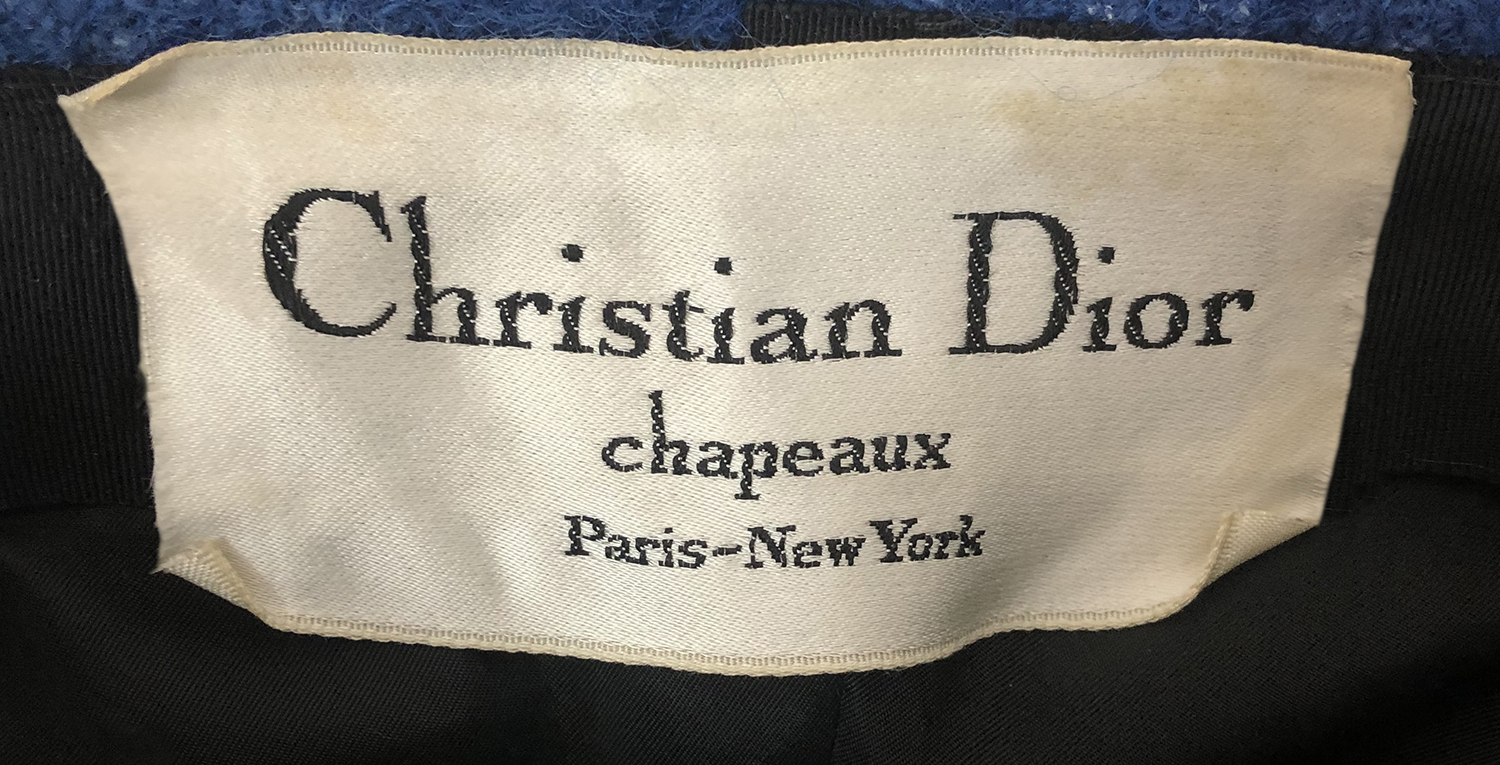 Christian Dior
chapeaux
Paris-New York